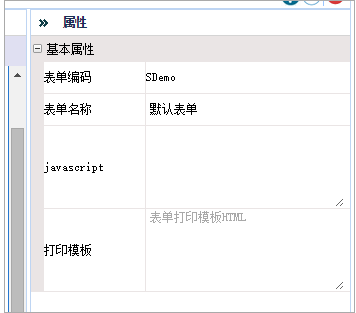 属性
基本属性
表单编码 SDemo
表单名称 默认表单
javascript
表单打印模板HTML
打印模板